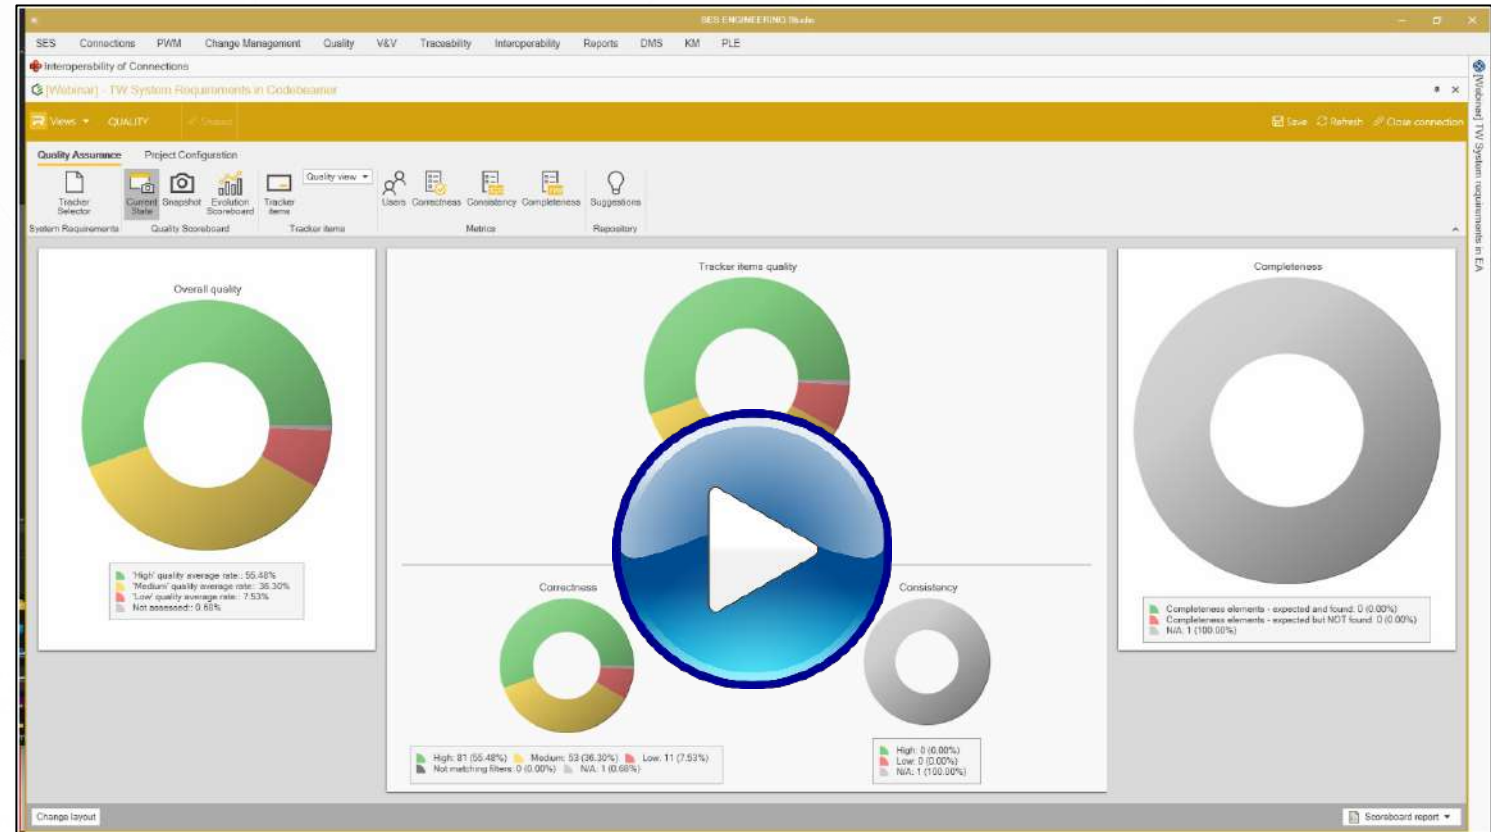 SES ENGINEERING Studio
SES Connections PWM Change Management Quality V&V Traceability Interoperability Reports DMS KM PLE
Interoperability of Connections
[Webinar] - TW System Requirements in Codebeamer
Views QUALITY Shared Save Refresh Close connection
Quality Assurance Project Configuration
Tracker Selector
Current State
Snapshot
Evolution Scoreboard
Tracker items
Quality view
Users Correctness Consistency Completeness Suggestions
System Requirements Quality Scoreboard Tracker items Metrics Repository
[Webinar] TW System requirements in EA
Overall quality
'High' quality average rate:: 55.48%
'Medium' quality average rate:: 36.30%
'Low' quality average rate:: 7.53%
Not assessed:: 0.68%
Tracker items quality
Correctness
High: 81 (55.48%) Medium: 53 (36.30%) Low: 11 (7.53%)
Not matching filters: 0 (0.00%) N/A: 1 (0.68%)
Consistency
High: 0 (0.00%)
Low: 0 (0.00%)
N/A: 1 (100.00%)
Completeness
Completeness elements - expected and found: 0 (0.00%)
Completeness elements - expected but NOT found: 0 (0.00%)
N/A: 1 (100.00%)
Change layout
Scoreboard report